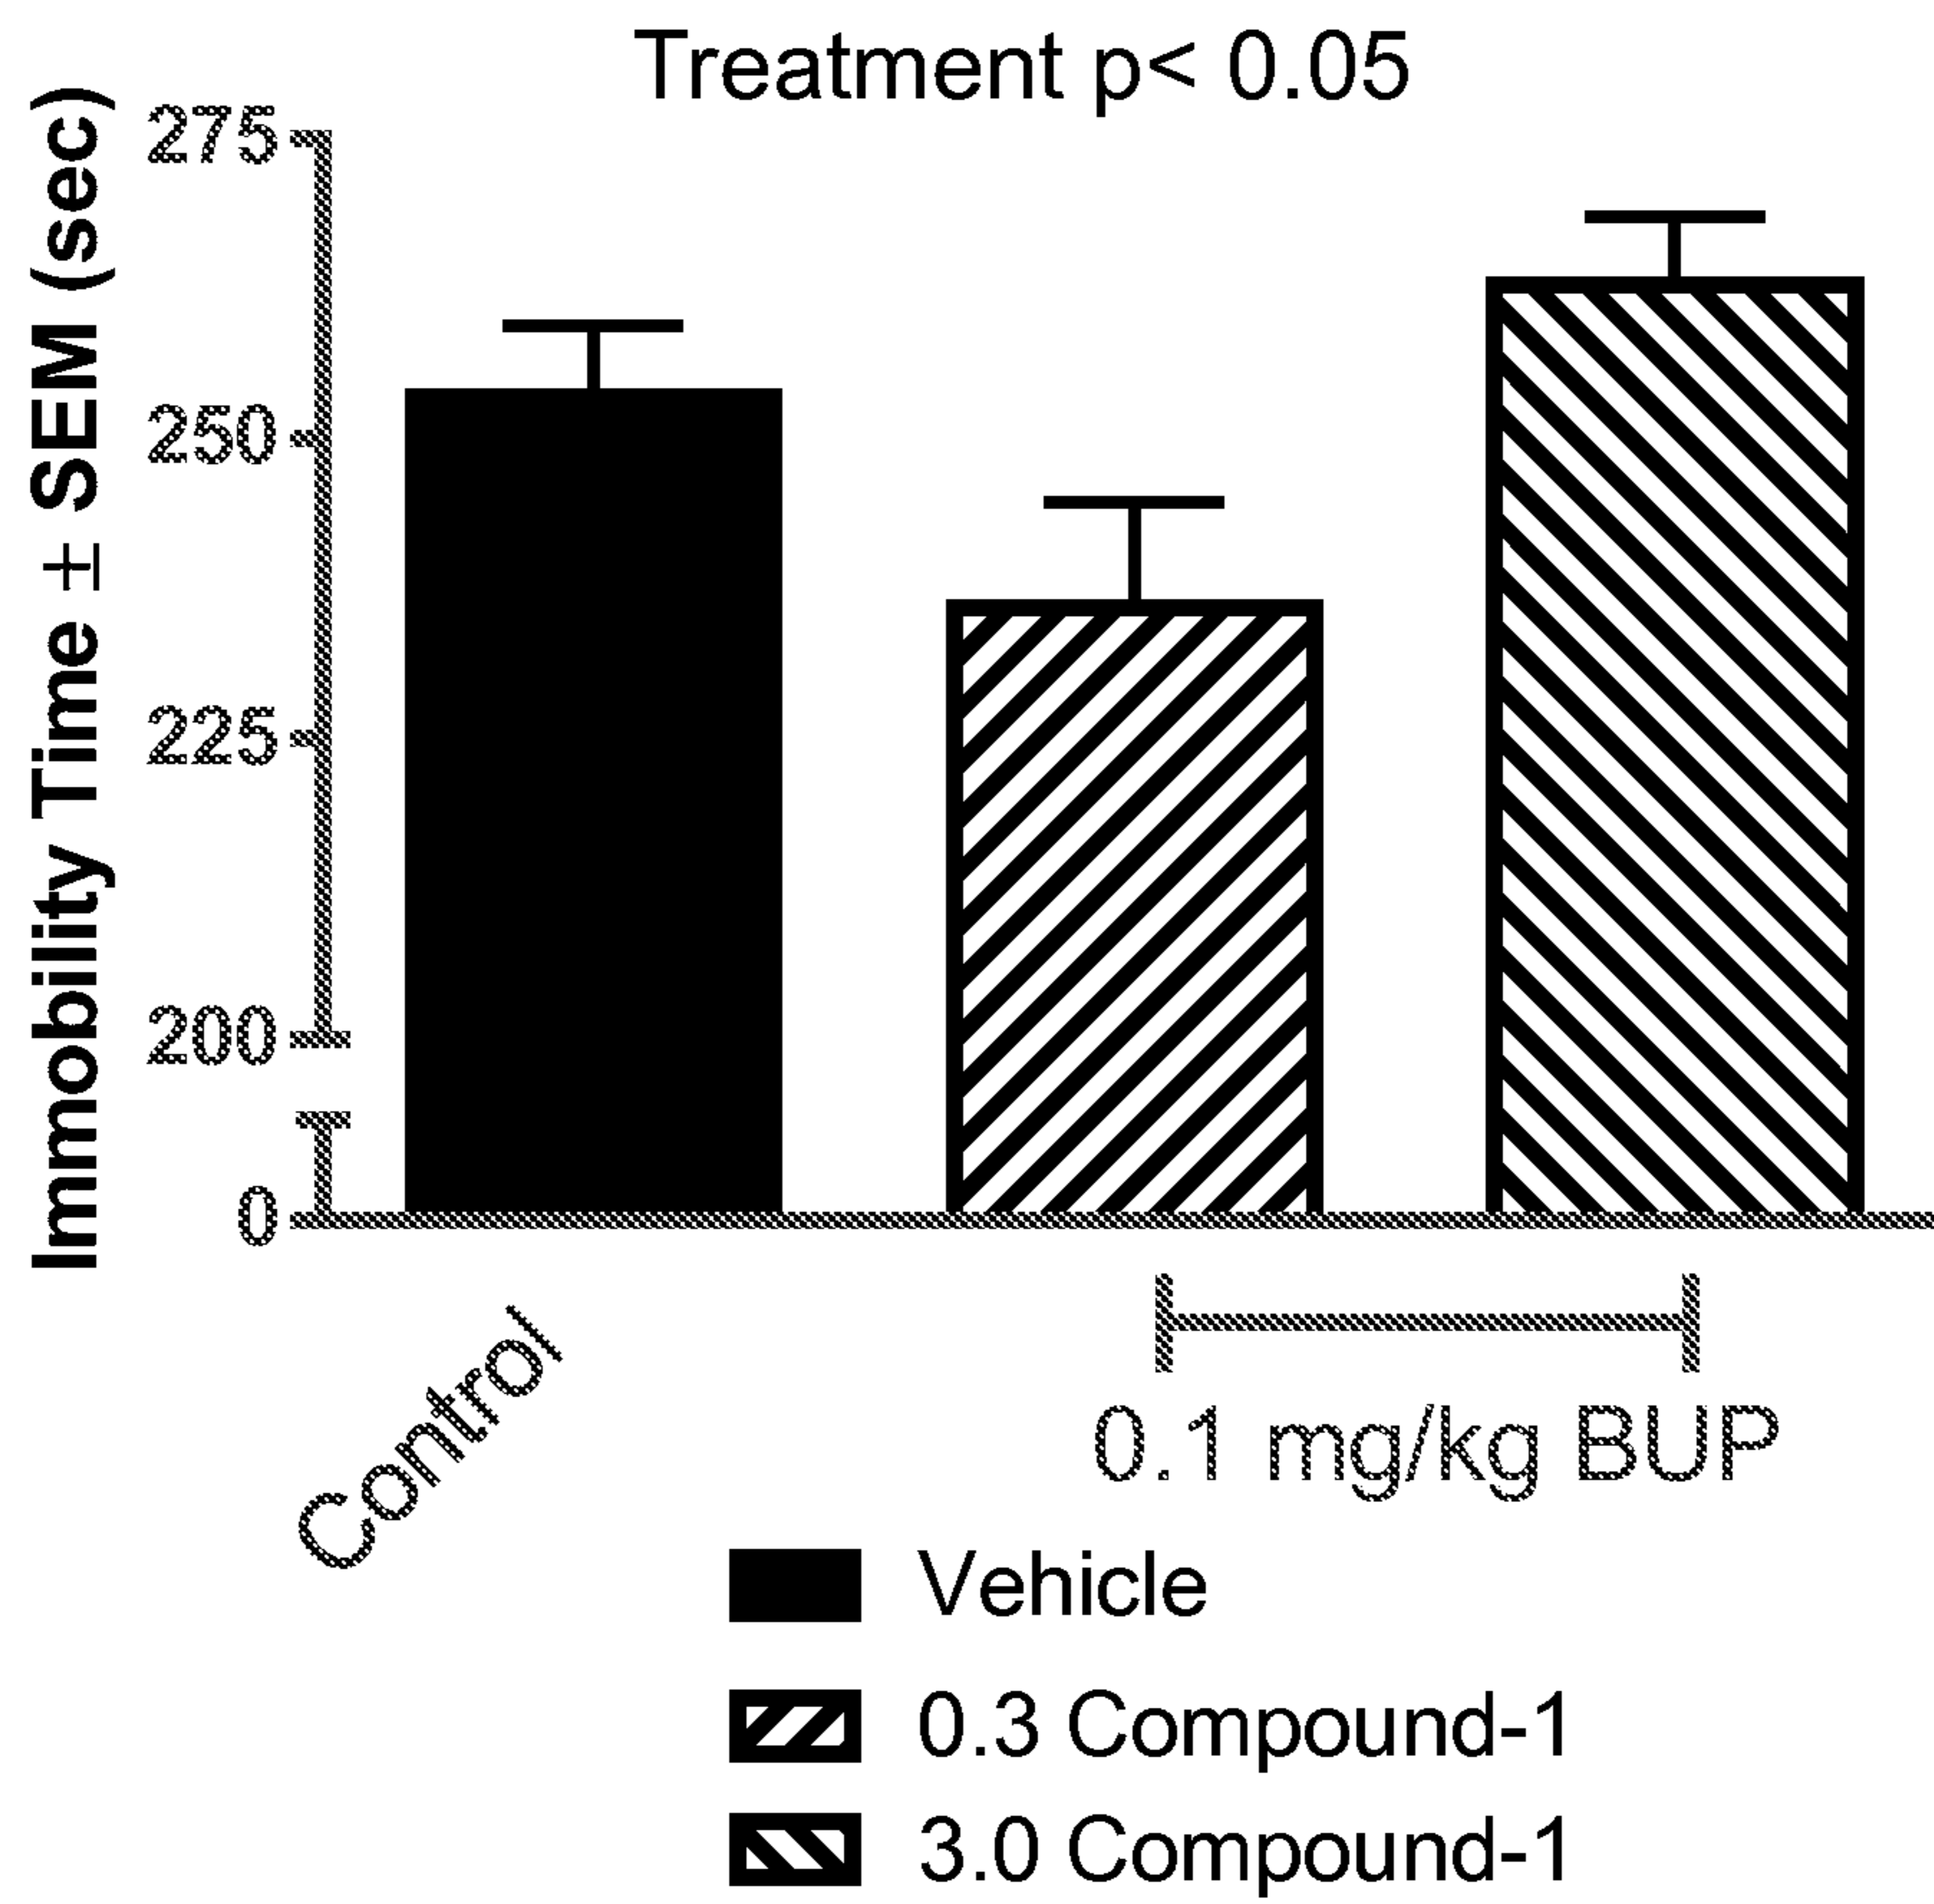 Treatment p< 0.05
Immobility Time ± SEM (sec)
275
250
225
200
0
Control
0.1 mg/kg BUP
Vehicle
0.3 Compound-1
3.0 Compound-1